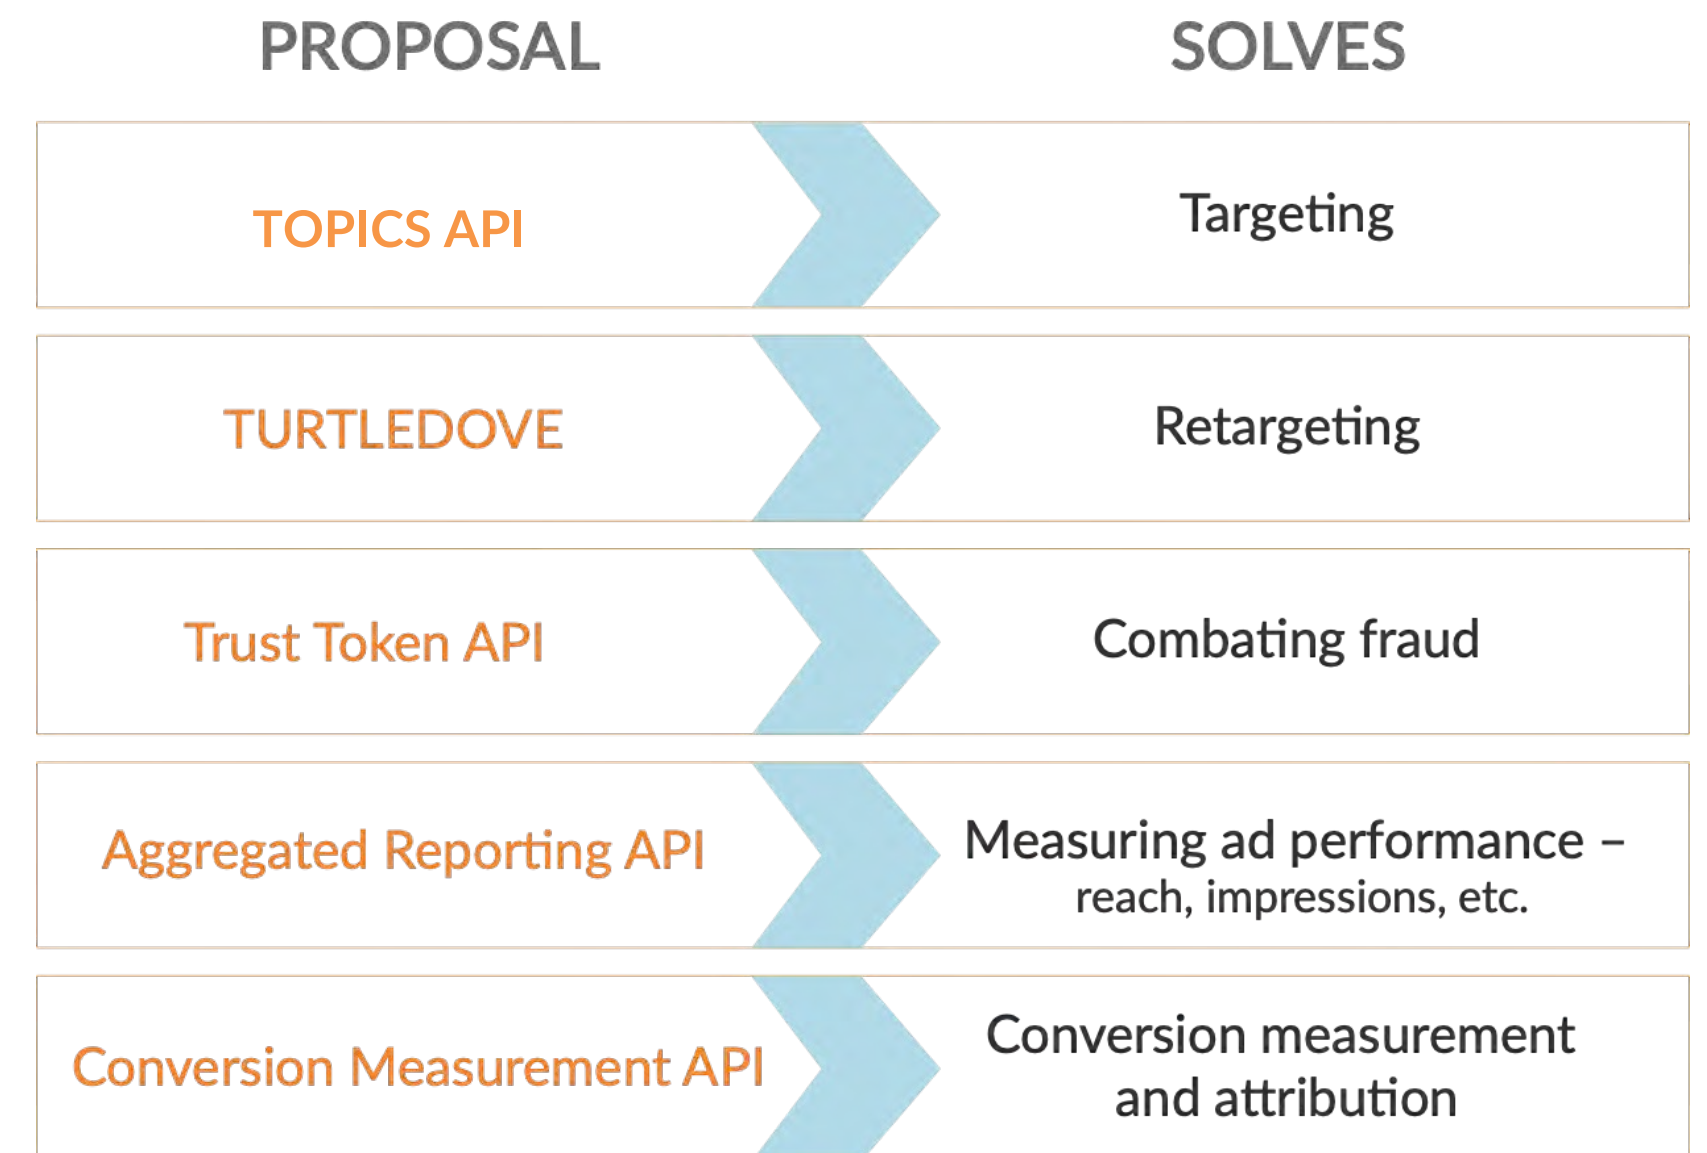 PROPOSAL SOLVES
TOPICS API Targeting
TURTLEDOVE Retargeting
Trust Token API Combating fraud
Aggregated Reporting API Measuring ad performance –
reach, impressions, etc.
Conversion Measurement API Conversion measurement
and attribution